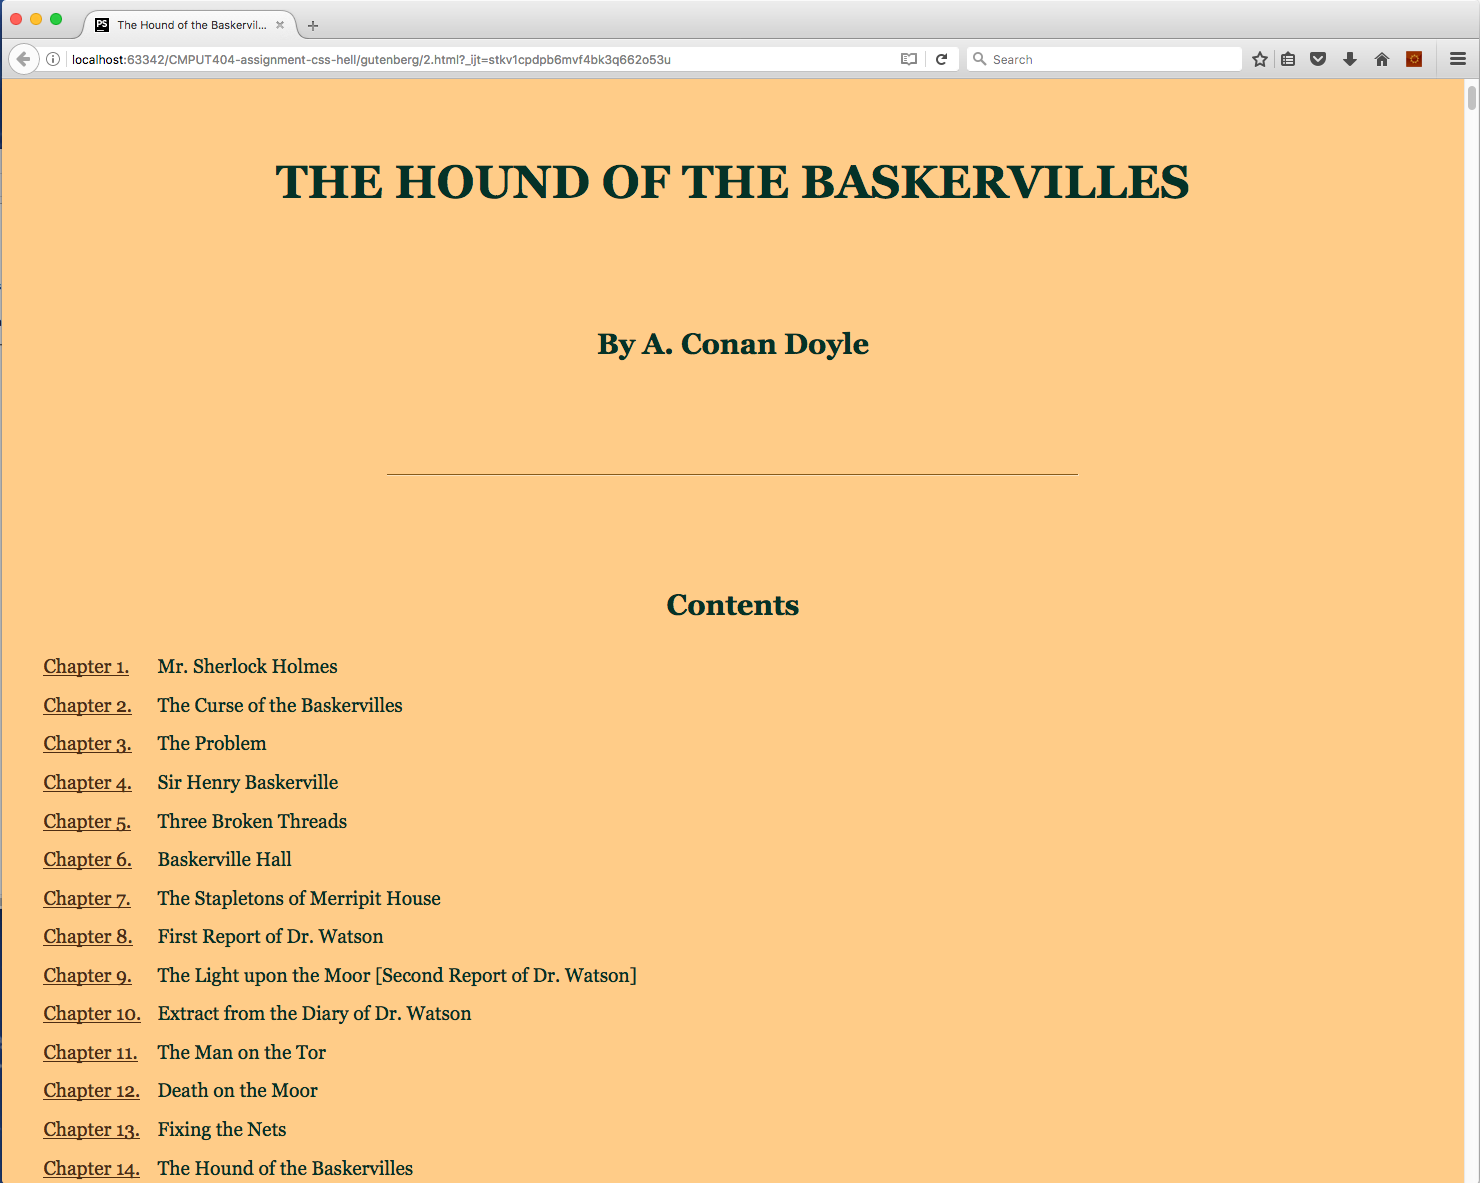 PS The Hound of the Baskervil... × +
localhost:63342/CMPUT404-assignment-css-hell/gutenberg/2.html?_ijt=stkv1cpdpb6mvf4bk3q662o53u Search
THE HOUND OF THE BASKERVILLES
By A. Conan Doyle
Contents
Chapter 1. Mr. Sherlock Holmes
Chapter 2. The Curse of the Baskervilles
Chapter 3. The Problem
Chapter 4. Sir Henry Baskerville
Chapter 5. Three Broken Threads
Chapter 6. Baskerville Hall
Chapter 7. The Stapletons of Merripit House
Chapter 8. First Report of Dr. Watson
Chapter 9. The Light upon the Moor [Second Report of Dr. Watson]
Chapter 10. Extract from the Diary of Dr. Watson
Chapter 11. The Man on the Tor
Chapter 12. Death on the Moor
Chapter 13. Fixing the Nets
Chapter 14. The Hound of the Baskervilles